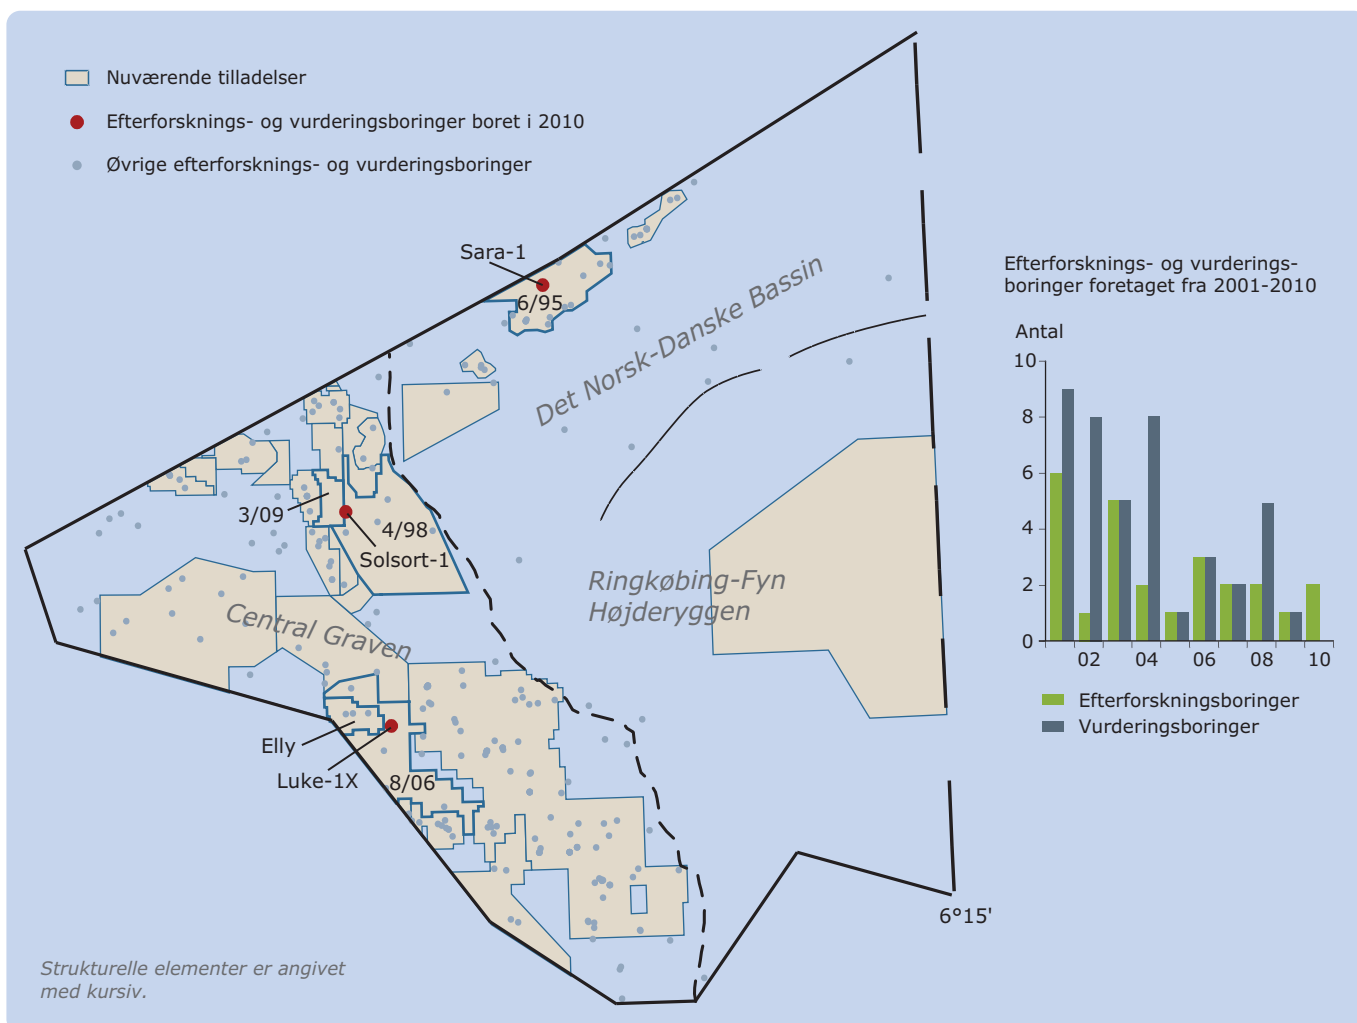 Nuværende tilladelser
Efterforsknings- og vurderingsboringer boret i 2010
Øvrige efterforsknings- og vurderingsboringer
Sara-1
6/95
Det Norsk-Danske Bassin
3/09
4/98
Solsort-1
Ringkøbing-Fyn
Højderyggen
Central Graven
Elly
Luke-1X
8/06
6°15'
Strukturelle elementer er angivet
med kursiv.
Efterforsknings- og vurderings-
boringer foretaget fra 2001-2010
Antal
10
8
6
4
2
0
02 04 06 08 10
Efterforskningsboringer
Vurderingsboringer